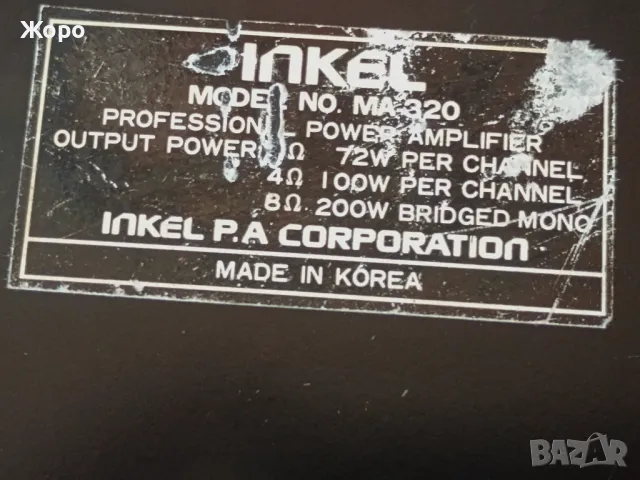 Жоро
INKEL
MODEL NO. MA-320
PROFESSIONAL POWER AMPLIFIER
OUTPUT POWER Ω 72W PER CHANNEL
4Ω 100W PER CHANNEL
8Ω 200W BRIDGED MONO
INKEL P.A CORPORATION
MADE IN KOREA
BAZAR